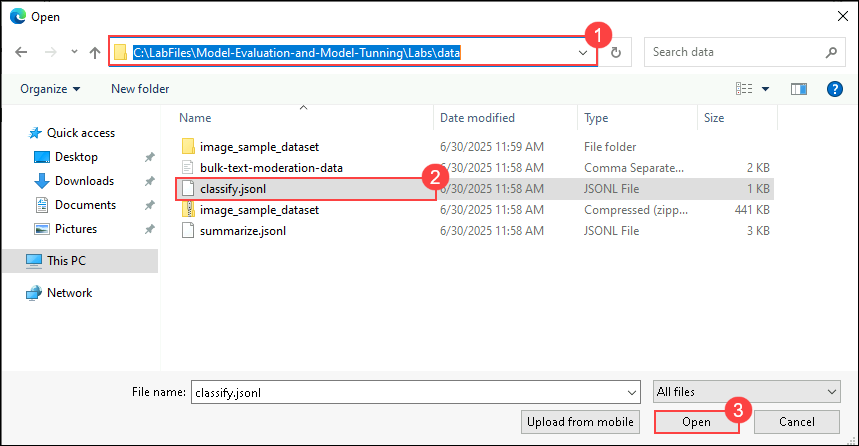 Open
C:\LabFiles\Model-Evaluation-and-Model-Tunning\Labs\data
1
Search data
Organize
New folder
?
Name
Date modified
Type
Size
Quick access
Desktop
Downloads
Documents
Pictures
This PC
Network
image_sample_dataset 6/30/2025 11:59 AM File folder
bulk-text-moderation-data 6/30/2025 11:58 AM Comma Separate... 2 KB
2
classify.jsonl 6/30/2025 11:58 AM JSONL File 1 KB
image_sample_dataset 6/30/2025 11:58 AM Compressed (zipp... 441 KB
summarize.jsonl 6/30/2025 11:58 AM JSONL File 3 KB
File name: classify.jsonl
All files
Upload from mobile
Open
3
Cancel